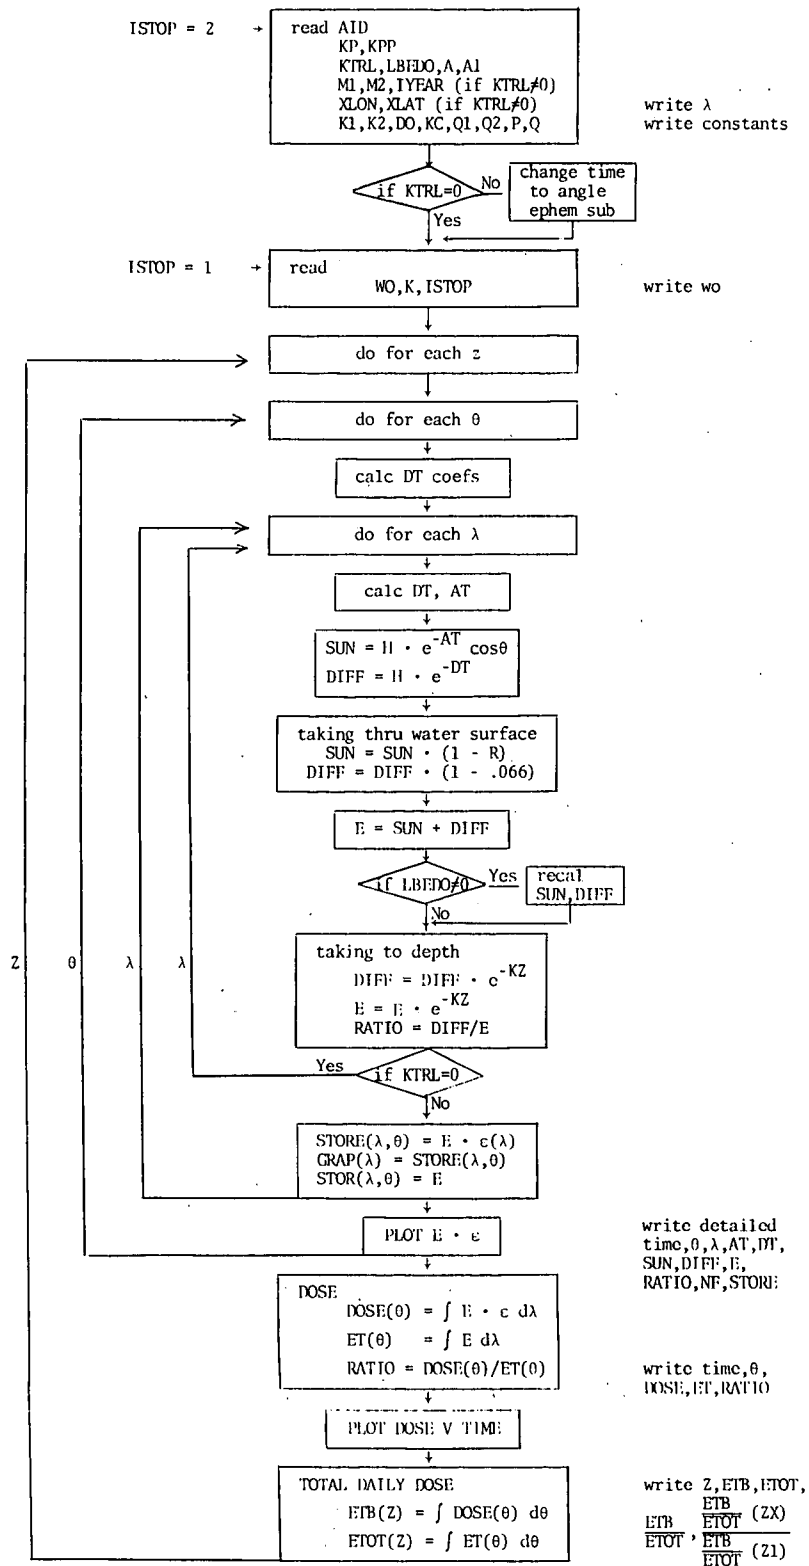 ISTOP = 2 → read AID
KP,KPP
KTRL,LBEDO,A,A1
M1,M2,IYEAR (if KTRL≠0)
XLON,XLAT (if KTRL≠0)
K1,K2,DO,KC,Q1,Q2,P,Q
write λ
write constants
if KTRL=0
No
change time
to angle
ephem sub
Yes
ISTOP = 1 → read
WO,K,ISTOP
write wo
do for each z
do for each θ
calc DT coefs
do for each λ
calc DT, AT
SUN = H · e^-AT cosθ
DIFF = H · e^-DT
taking thru water surface
SUN = SUN · (1 - R)
DIFF = DIFF · (1 - .066)
E = SUN + DIFF
if LBEDO≠0
Yes
recal
SUN,DIFF
No
Z θ λ λ
taking to depth
DIFF = DIFF · e^-KZ
E = E · e^-KZ
RATIO = DIFF/E
Yes
if KTRL=0
No
STORE(λ,θ) = E · ε(λ)
GRAP(λ) = STORE(λ,θ)
STOR(λ,θ) = E
PLOT E · ε
write detailed
time,θ,λ,AT,DT,
SUN,DIFF,E,
RATIO,NF,STORE
DOSE
DOSE(θ) = ∫ E · ε dλ
ET(θ) = ∫ E dλ
RATIO = DOSE(θ)/ET(θ)
write time,θ,
DOSE,ET,RATIO
PLOT DOSE V TIME
TOTAL DAILY DOSE
ETB(Z) = ∫ DOSE(θ) dθ
ETOT(Z) = ∫ ET(θ) dθ
write Z,ETB,ETOT,
ETB/ETOT , ETB/ETOT (ZX)
ETB/ETOT (Z1)